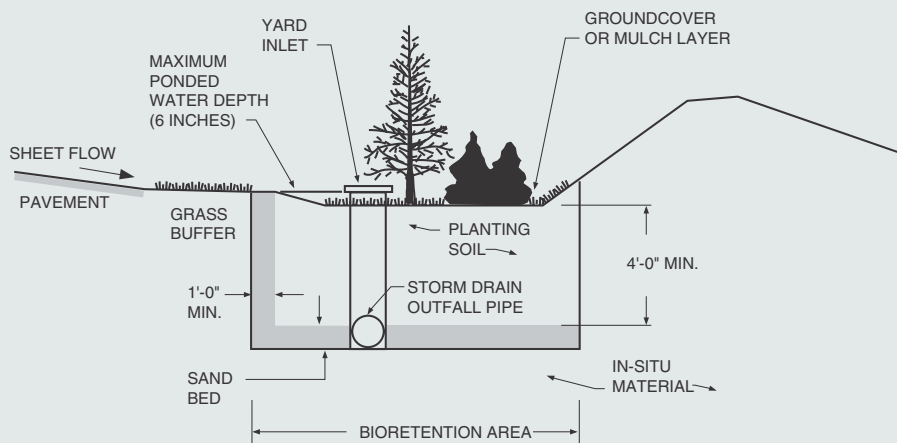 YARD
INLET
GROUNDCOVER
OR MULCH LAYER
MAXIMUM
PONDED
WATER DEPTH
(6 INCHES)
SHEET FLOW
PAVEMENT
GRASS
BUFFER
PLANTING
SOIL
4'-0" MIN.
1'-0"
MIN.
STORM DRAIN
OUTFALL PIPE
SAND
BED
IN-SITU
MATERIAL
BIORETENTION AREA